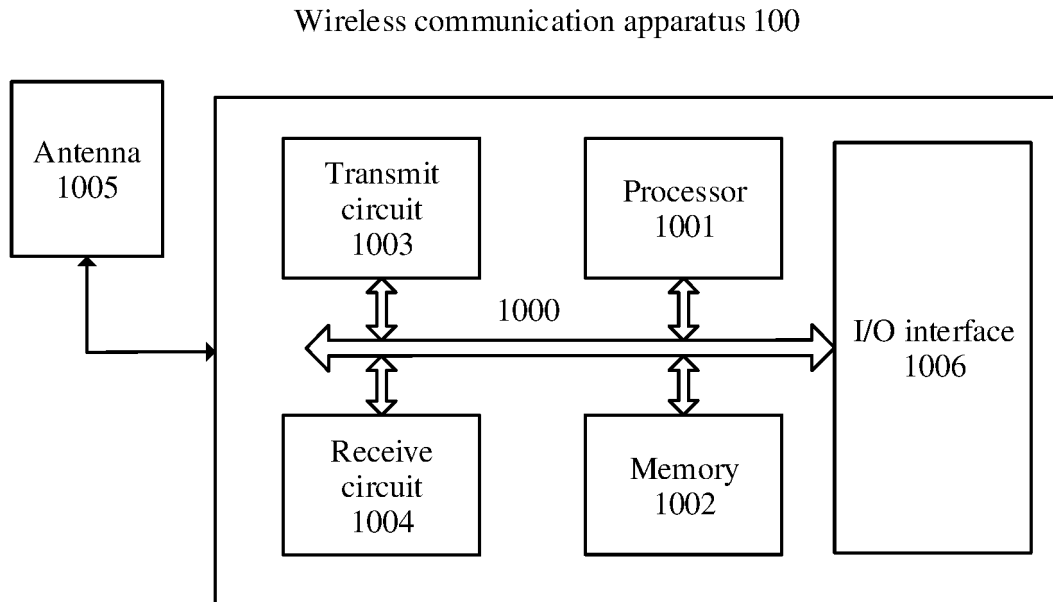 Wireless communication apparatus 100
Antenna
1005
Transmit
circuit
1003
Processor
1001
1000
I/O interface
1006
Receive
circuit
1004
Memory
1002